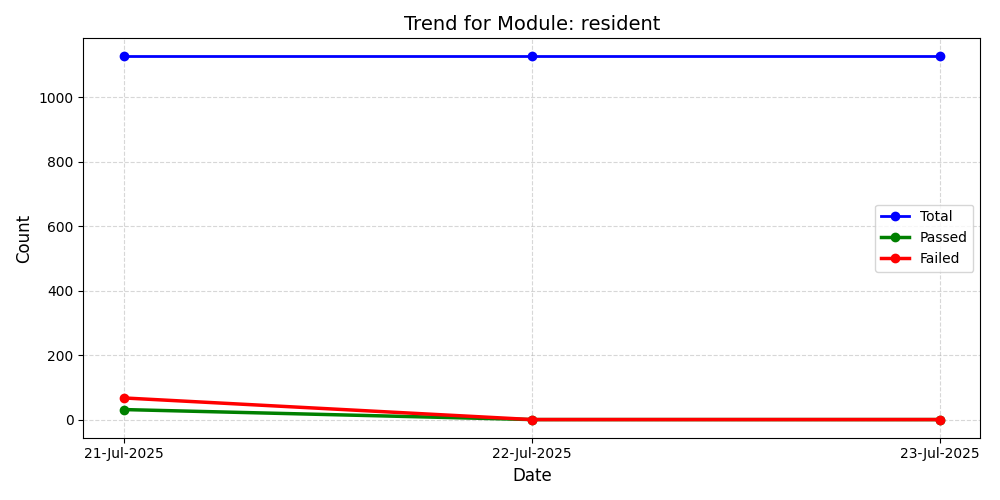 Trend for Module: resident
Count
1000
800
600
400
200
0
Total
Passed
Failed
21-Jul-2025
22-Jul-2025
23-Jul-2025
Date